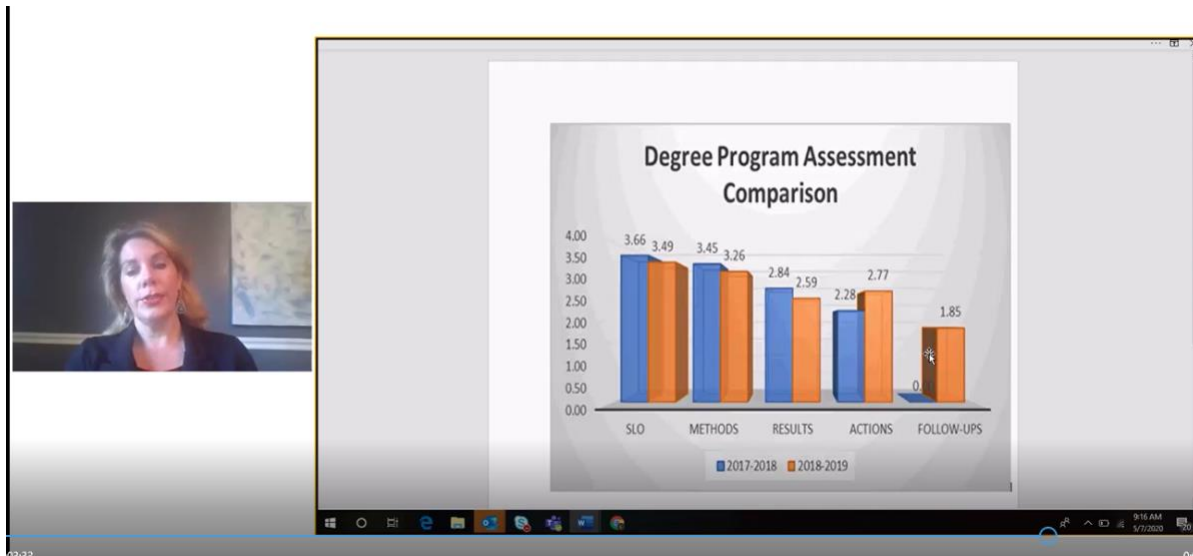 Degree Program Assessment
Comparison
4.00
3.50
3.00
2.50
2.00
1.50
1.00
0.50
0.00
3.66 3.49 3.45 3.26 2.84 2.59 2.28 2.77 1.85
SLO METHODS RESULTS ACTIONS FOLLOW-UPS
2017-2018 2018-2019
9:16 AM
5/7/2020
20